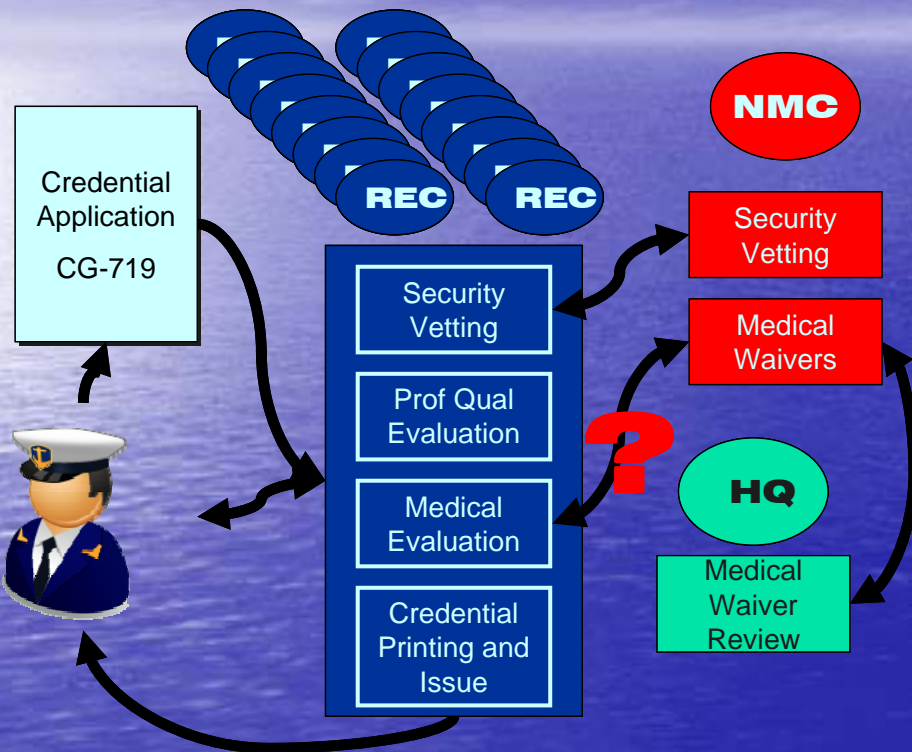 REC
REC
NMC
Credential
Application
CG-719
Security
Vetting
Prof Qual
Evaluation
Medical
Evaluation
Credential
Printing and
Issue
Security
Vetting
Medical
Waivers
?
HQ
Medical
Waiver
Review